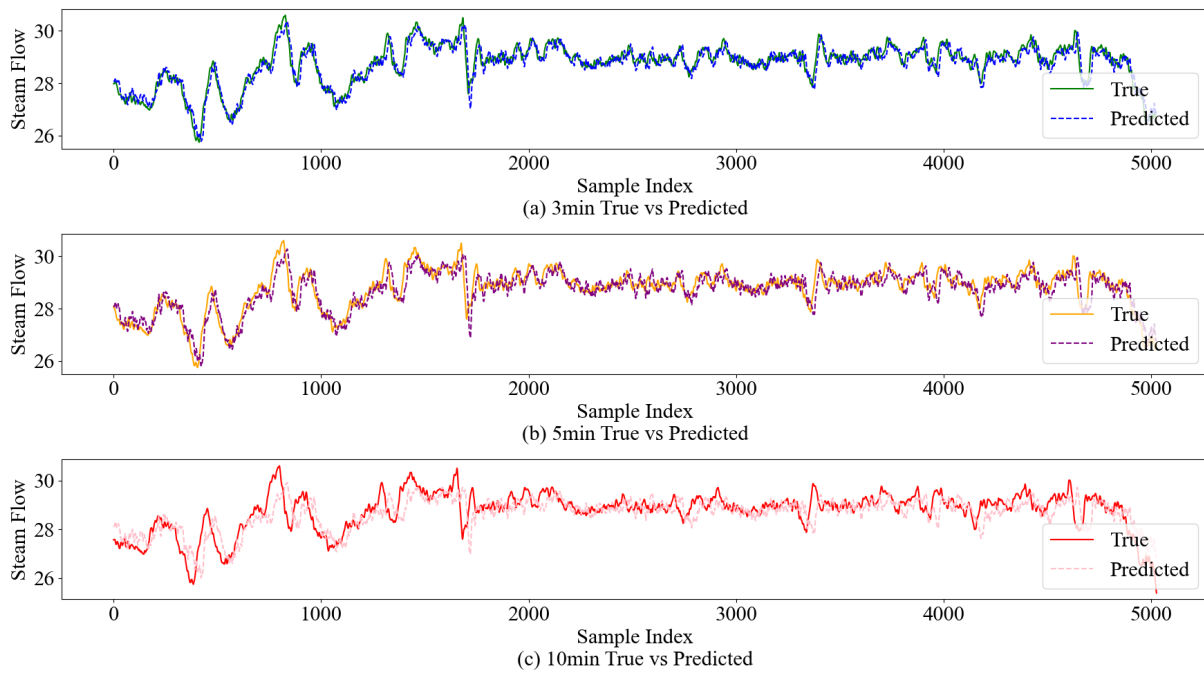 30
28
26
Steam Flow
True
Predicted
0 1000 2000 3000 4000 5000
Sample Index
(a) 3min True vs Predicted
30
28
26
Steam Flow
True
Predicted
0 1000 2000 3000 4000 5000
Sample Index
(b) 5min True vs Predicted
30
28
26
Steam Flow
True
Predicted
0 1000 2000 3000 4000 5000
Sample Index
(c) 10min True vs Predicted